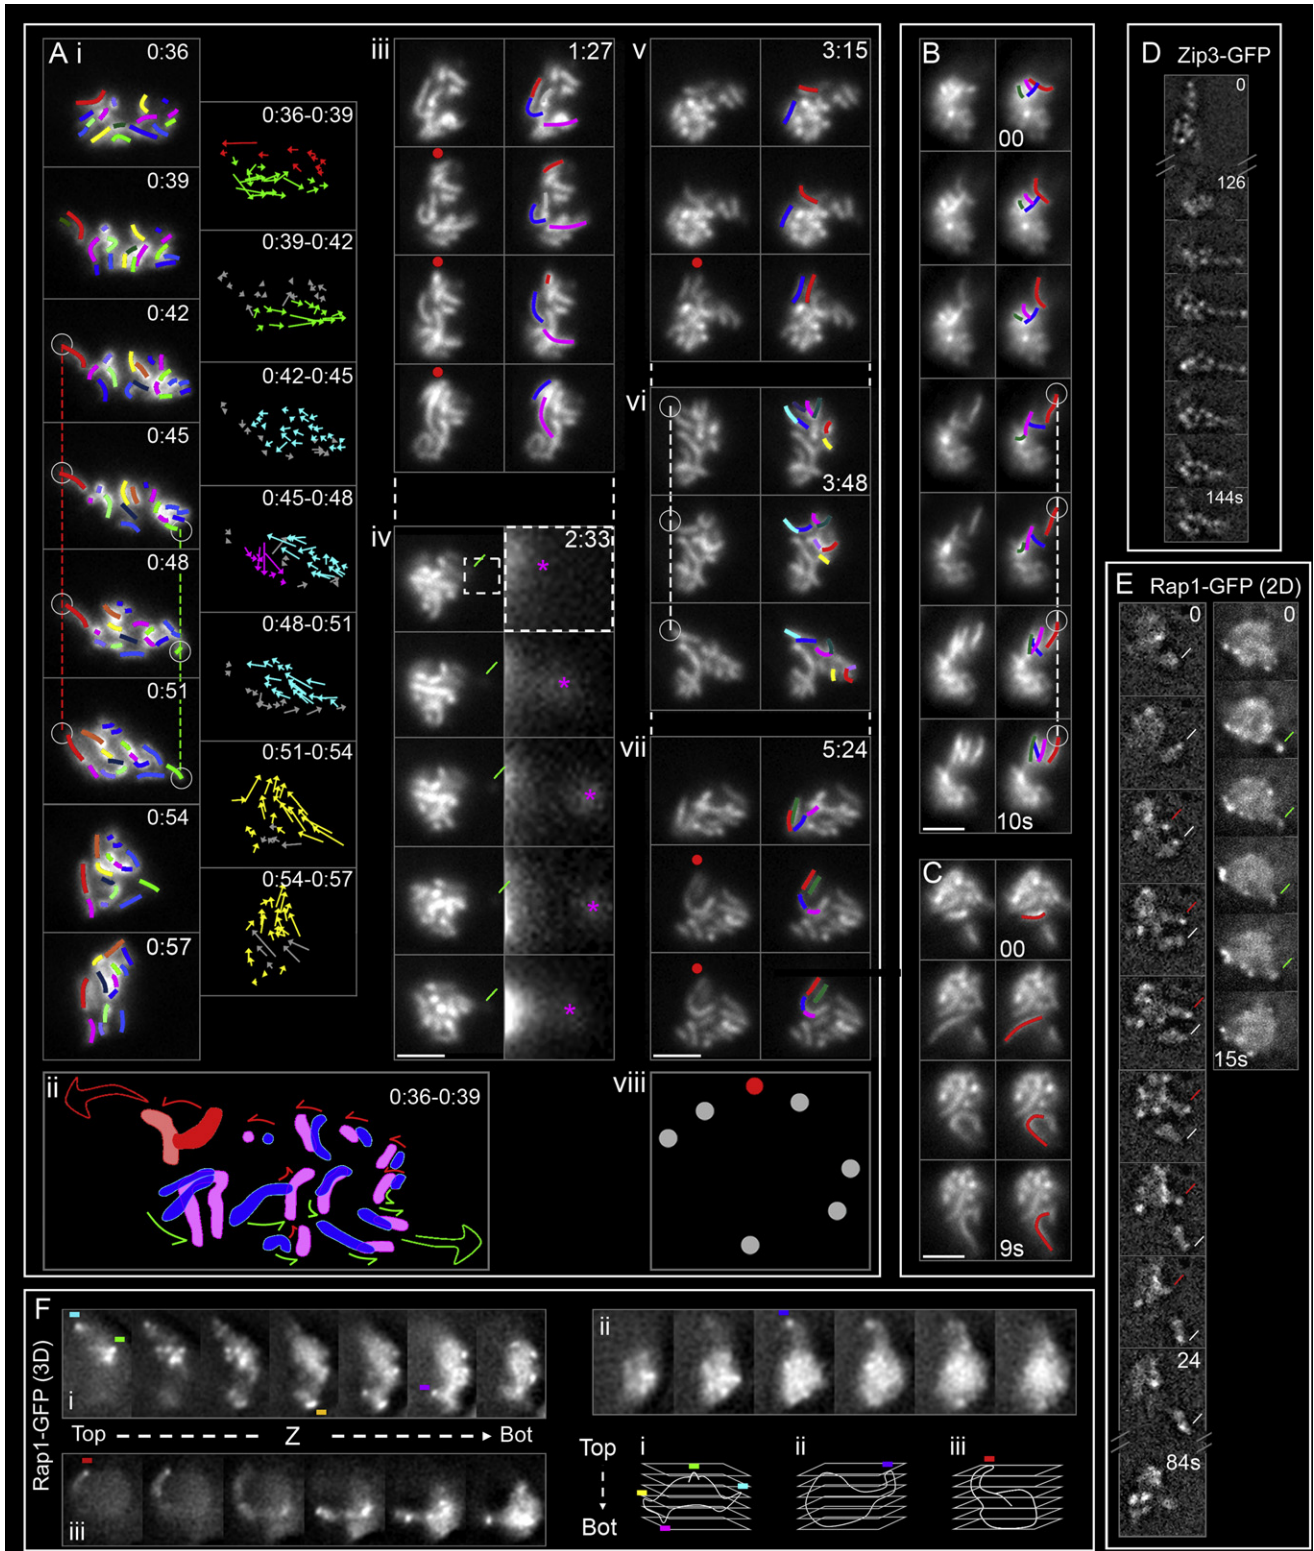 A i
0:36
0:39
0:42
0:45
0:48
0:51
0:54
0:57
0:36-0:39
0:39-0:42
0:42-0:45
0:45-0:48
0:48-0:51
0:51-0:54
0:54-0:57
ii
0:36-0:39
iii
1:27
iv
2:33
*
*
*
*
*
v
3:15
vi
3:48
vii
5:24
viii
B
00
10s
C
00
9s
D Zip3-GFP
0
126
144s
E Rap1-GFP (2D)
0
24
84s
0
15s
F
Rap1-GFP (3D)
i
Top Z Bot
iii
ii
Top
Bot
i
ii
iii